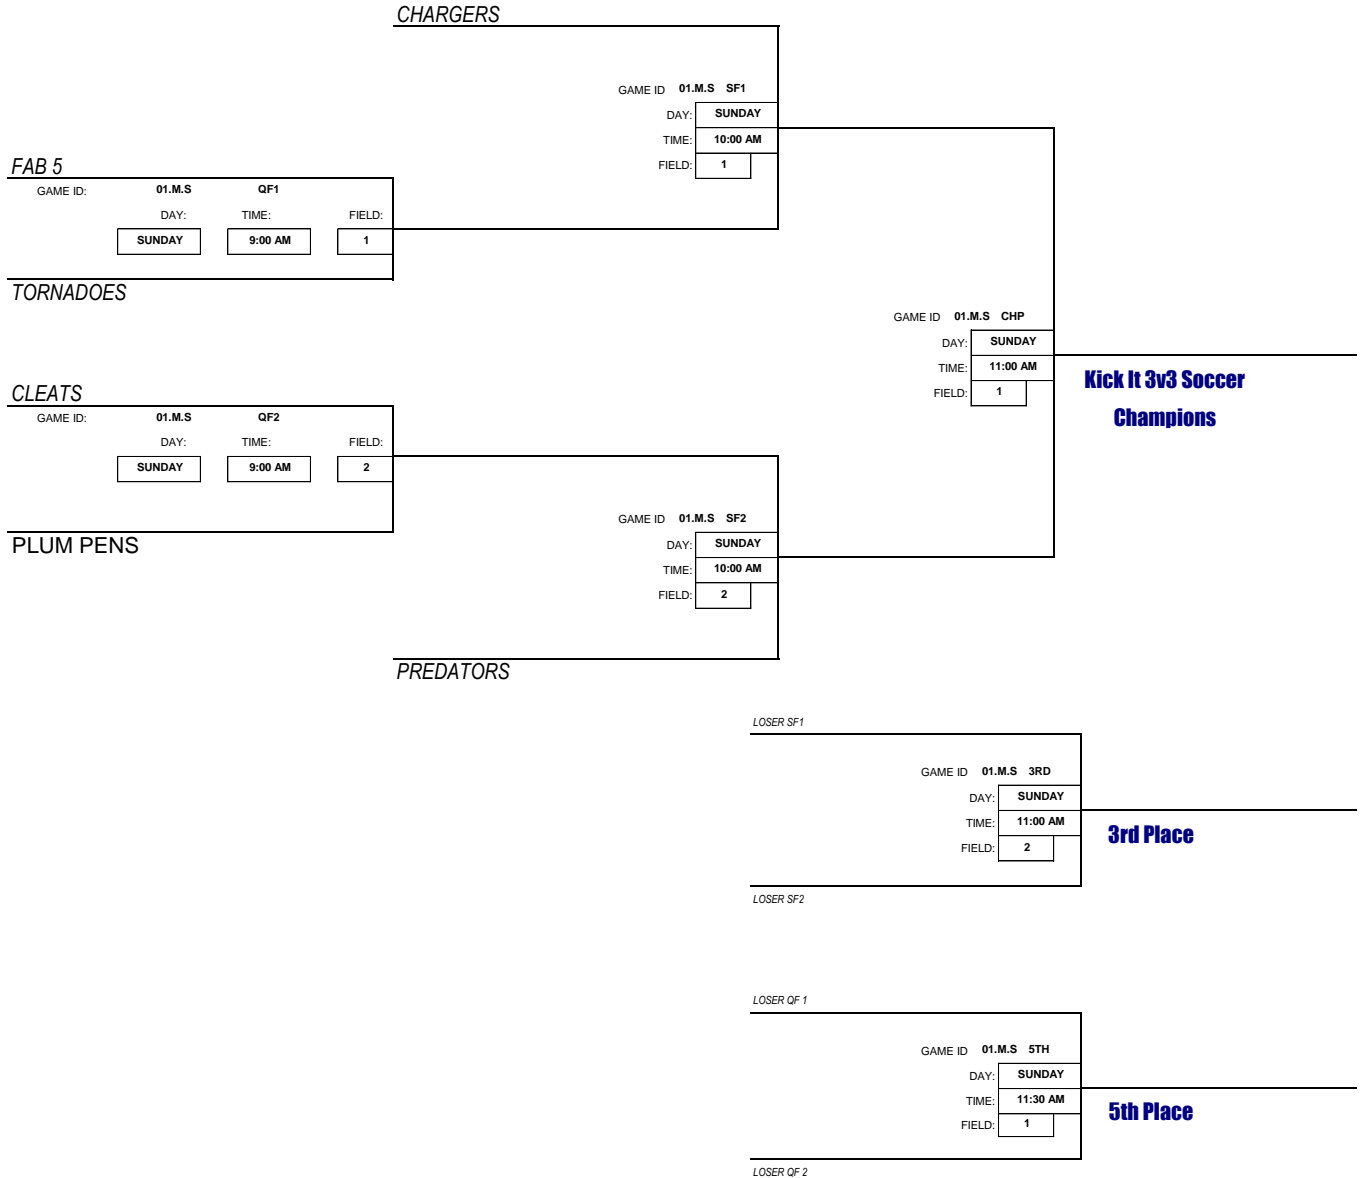 CHARGERS
GAME ID 01.M.S SF1
DAY: SUNDAY
TIME: 10:00 AM
FIELD: 1
FAB 5
GAME ID: 01.M.S QF1
DAY: TIME: FIELD:
SUNDAY 9:00 AM 1
TORNADOES
GAME ID 01.M.S CHP
DAY: SUNDAY
TIME: 11:00 AM
FIELD: 1
Kick It 3v3 Soccer
Champions
CLEATS
GAME ID: 01.M.S QF2
DAY: TIME: FIELD:
SUNDAY 9:00 AM 2
PLUM PENS
GAME ID 01.M.S SF2
DAY: SUNDAY
TIME: 10:00 AM
FIELD: 2
PREDATORS
LOSER SF1
GAME ID 01.M.S 3RD
DAY: SUNDAY
TIME: 11:00 AM
FIELD: 2
3rd Place
LOSER SF2
LOSER QF 1
GAME ID 01.M.S 5TH
DAY: SUNDAY
TIME: 11:30 AM
FIELD: 1
5th Place
LOSER QF 2